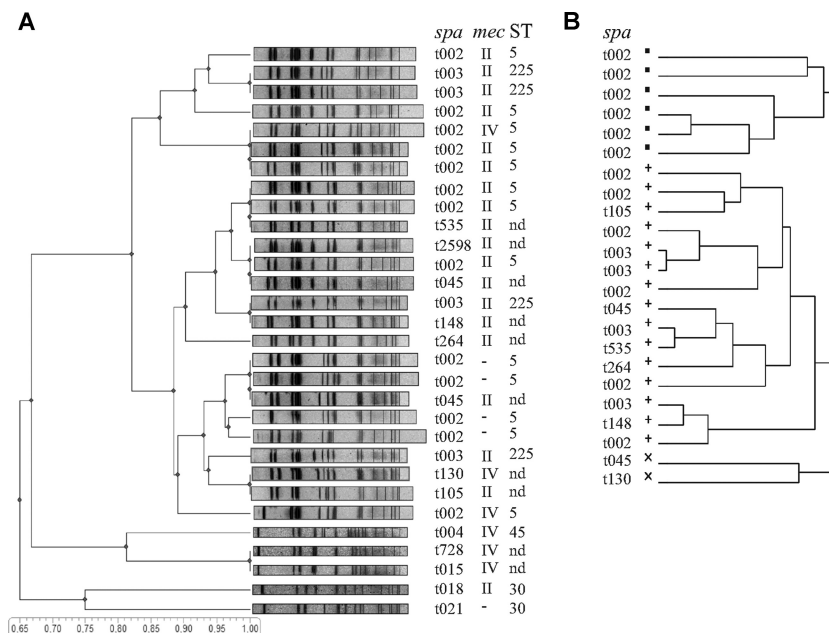 A
spa mec ST
t002 II 5
t003 II 225
t003 II 225
t002 II 5
t002 IV 5
t002 II 5
t002 II 5
t002 II 5
t002 II 5
t535 II nd
t2598 II nd
t002 II 5
t045 II nd
t003 II 225
t148 II nd
t264 II nd
t002 - 5
t002 - 5
t045 II nd
t002 - 5
t002 - 5
t003 II 225
t130 IV nd
t105 II nd
t002 IV 5
t004 IV 45
t728 IV nd
t015 IV nd
t018 II 30
t021 - 30
0.65 0.70 0.75 0.80 0.85 0.90 0.95 1.00
B
spa
t002 ▪
t002 ▪
t002 ▪
t002 ▪
t002 ▪
t002 ▪
t002 +
t002 +
t105 +
t002 +
t003 +
t003 +
t002 +
t045 +
t003 +
t535 +
t264 +
t002 +
t003 +
t148 +
t002 +
t045 ×
t130 ×